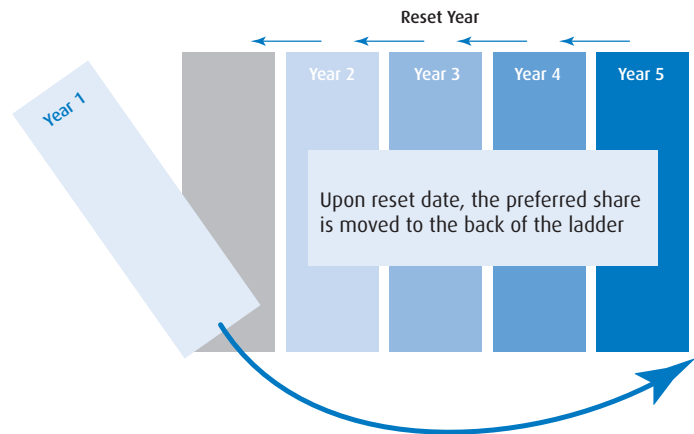 Reset Year
Year 1
Year 2
Year 3
Year 4
Year 5
Upon reset date, the preferred share
is moved to the back of the ladder